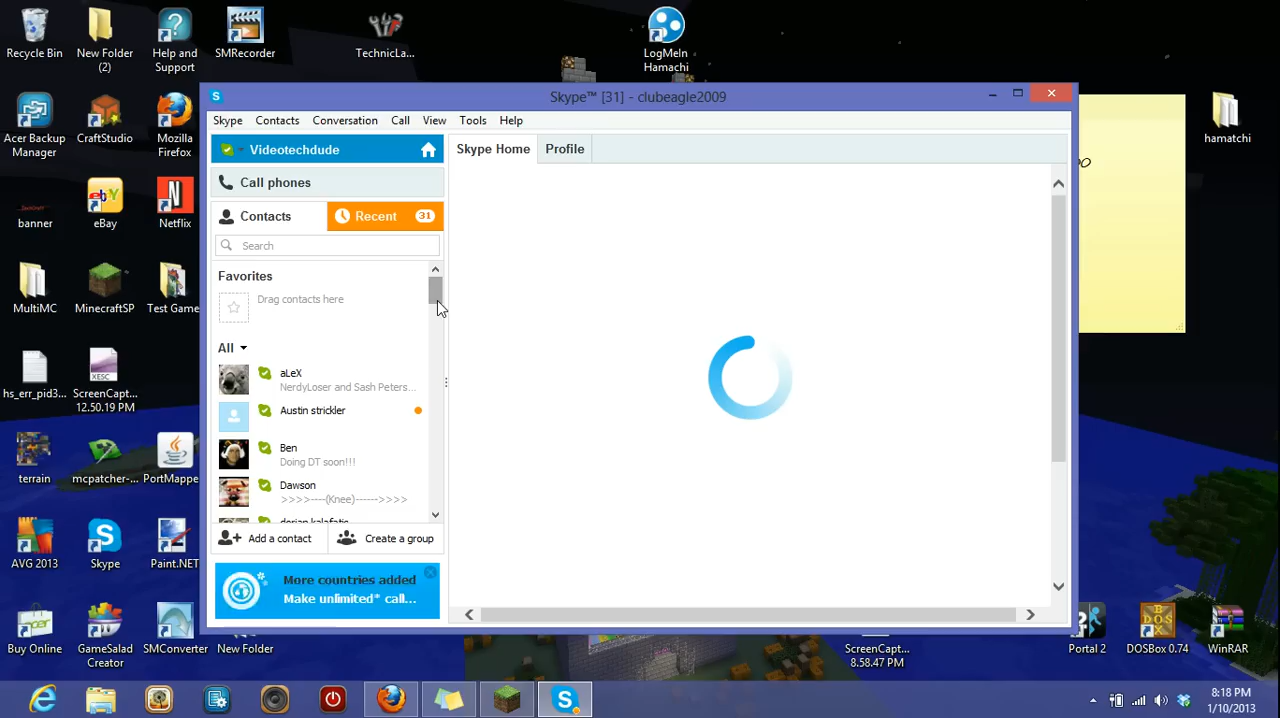 Recycle Bin
New Folder (2)
Help and Support
SMRecorder
TechnicLa...
LogMeIn Hamachi
Acer Backup Manager
CraftStudio
Mozilla Firefox
hamatchi
banner
eBay
Netflix
MultiMC
MinecraftSP
Test Game
hs_err_pid3...
ScreenCapt... 12.50.19 PM
terrain
mcpatcher-...
PortMappe
AVG 2013
Skype
Paint.NET
Buy Online
GameSalad Creator
SMConverter
New Folder
ScreenCapt... 8.58.47 PM
Portal 2
DOSBox 0.74
WinRAR
Skype™ [31] - clubeagle2009
Skype Contacts Conversation Call View Tools Help
Videotechdude
Skype Home
Profile
Call phones
Contacts
Recent 31
Search
Favorites
Drag contacts here
All
aLeX
NerdyLoser and Sash Peters...
Austin strickler
Ben
Doing DT soon!!!
Dawson
>>>>----(Knee)------>>>>
Add a contact
Create a group
More countries added
Make unlimited* call...
8:18 PM
1/10/2013